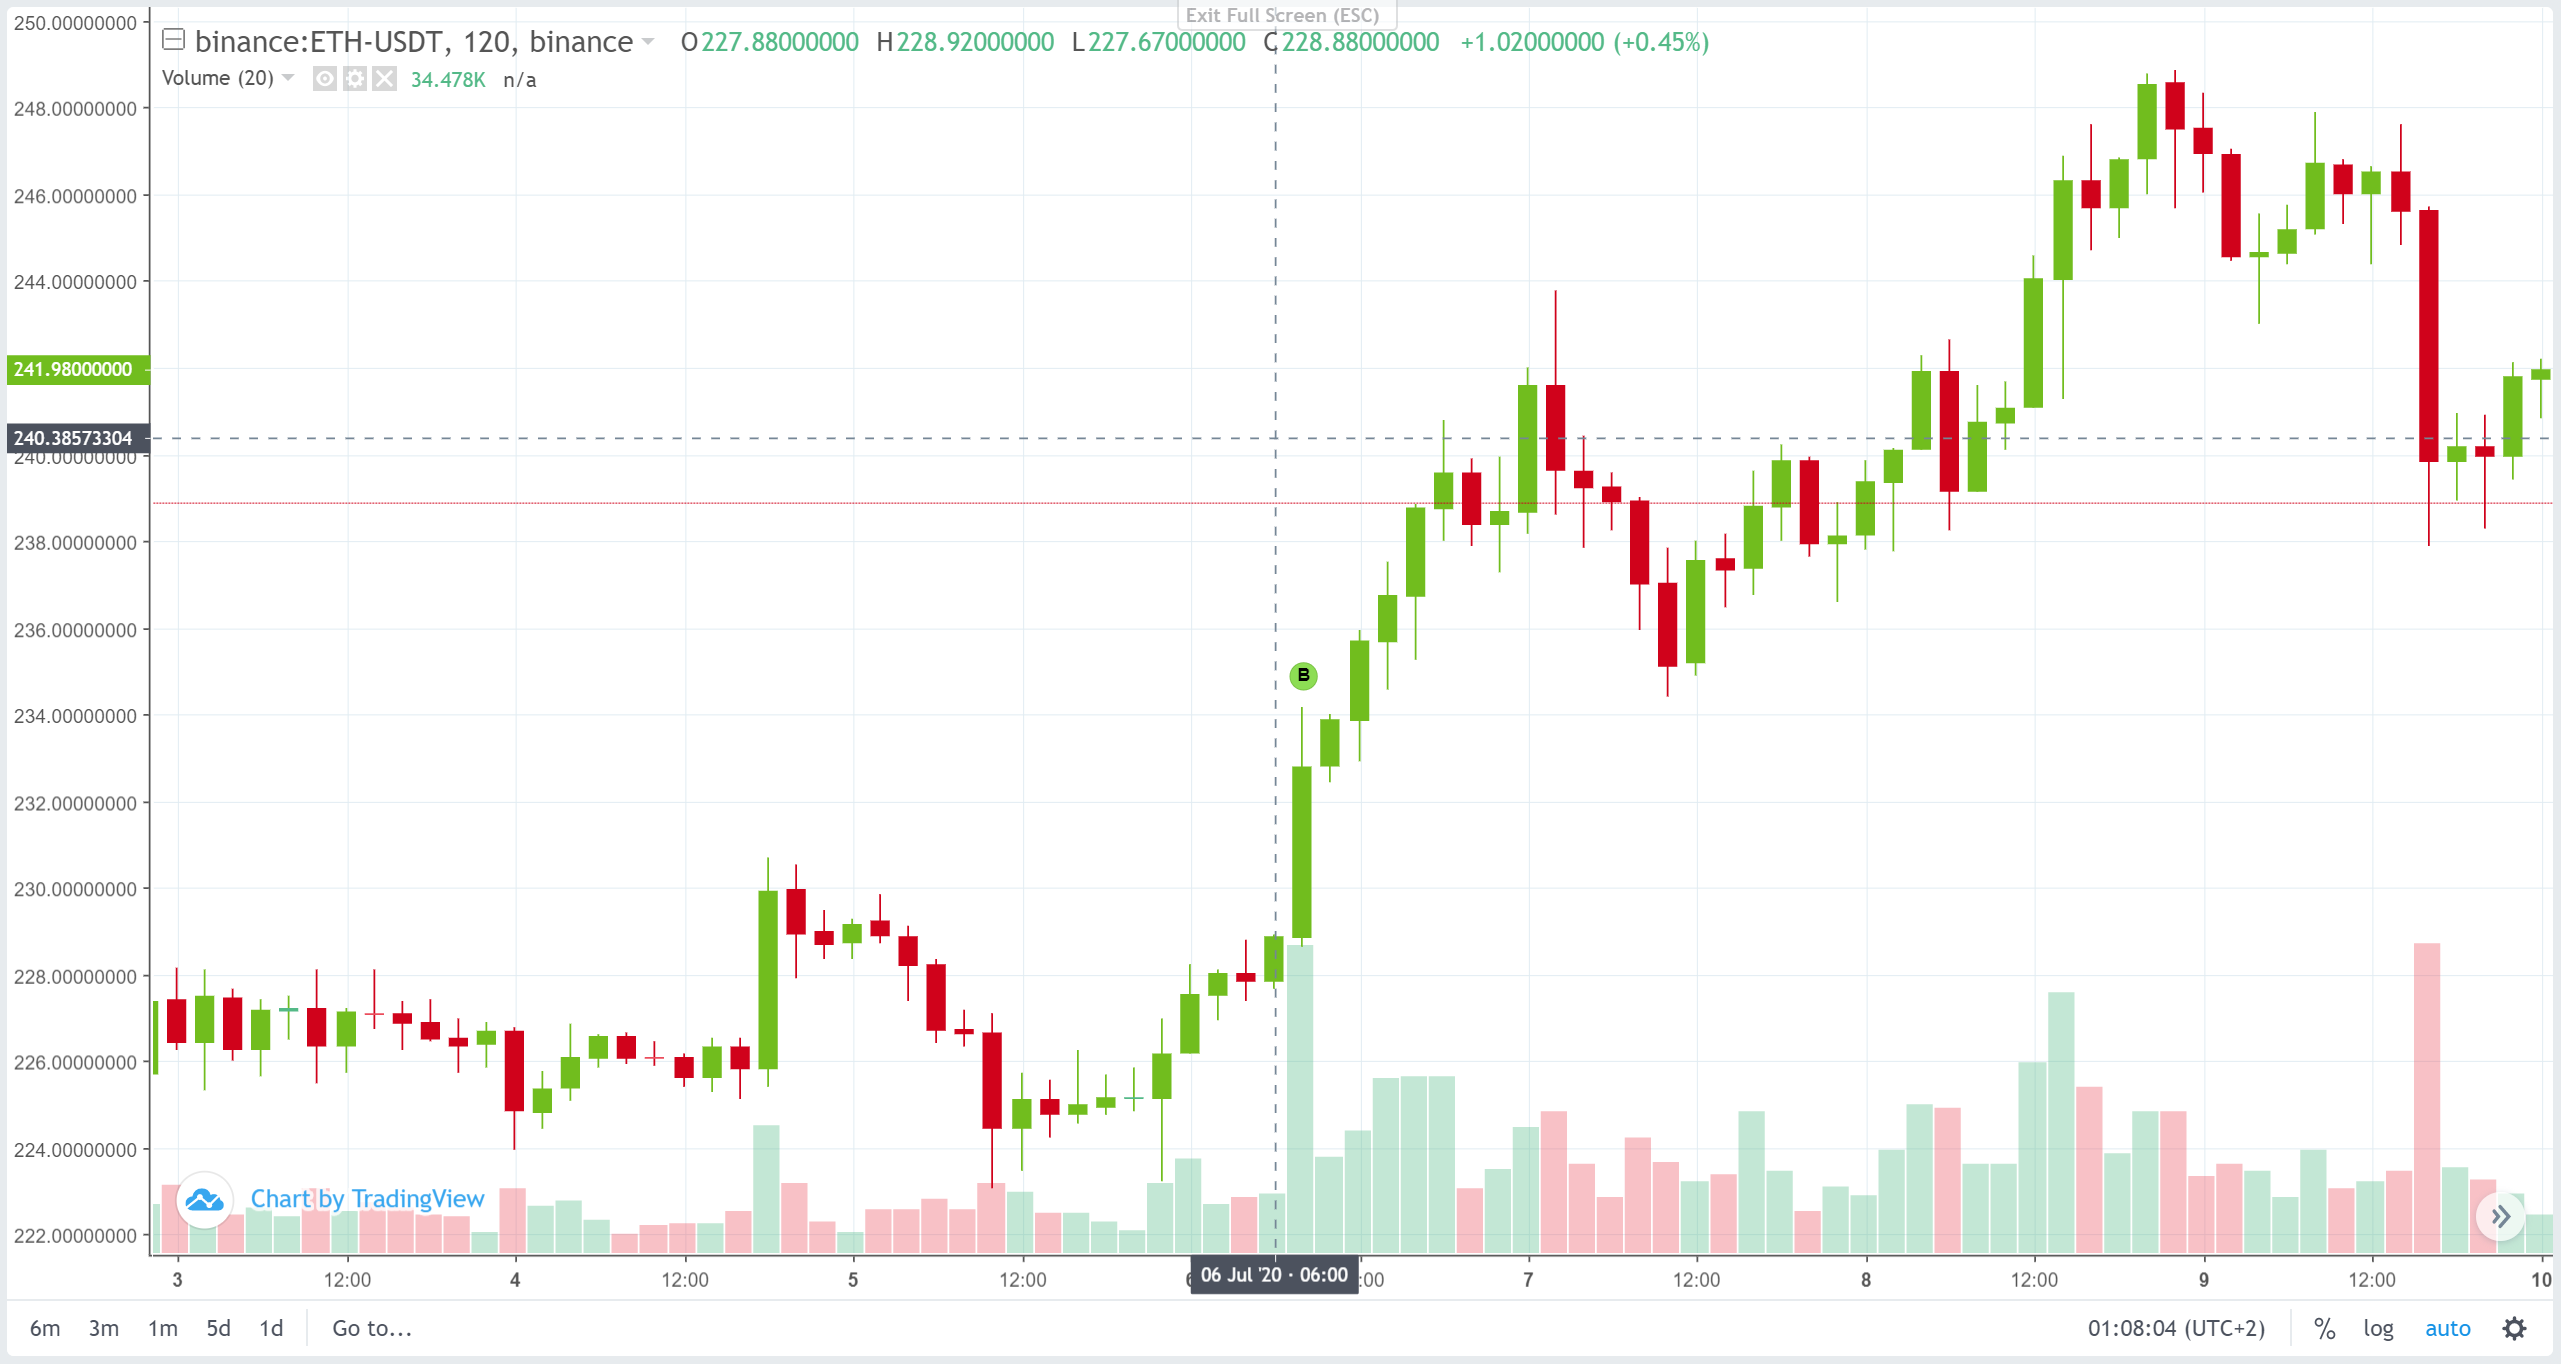 Exit Full Screen (ESC)
binance:ETH-USDT, 120, binance O227.88000000 H228.92000000 L227.67000000 C228.88000000 +1.02000000 (+0.45%)
Volume (20) 34.478K n/a
250.00000000
248.00000000
246.00000000
244.00000000
241.98000000
240.38573304
240.00000000
238.00000000
236.00000000
234.00000000
232.00000000
230.00000000
228.00000000
226.00000000
224.00000000
222.00000000
B
Chart by TradingView
3 12:00 4 12:00 5 12:00 06 Jul '20 · 06:00 :00 7 12:00 8 12:00 9 12:00 10
6m 3m 1m 5d 1d Go to... 01:08:04 (UTC+2) % log auto